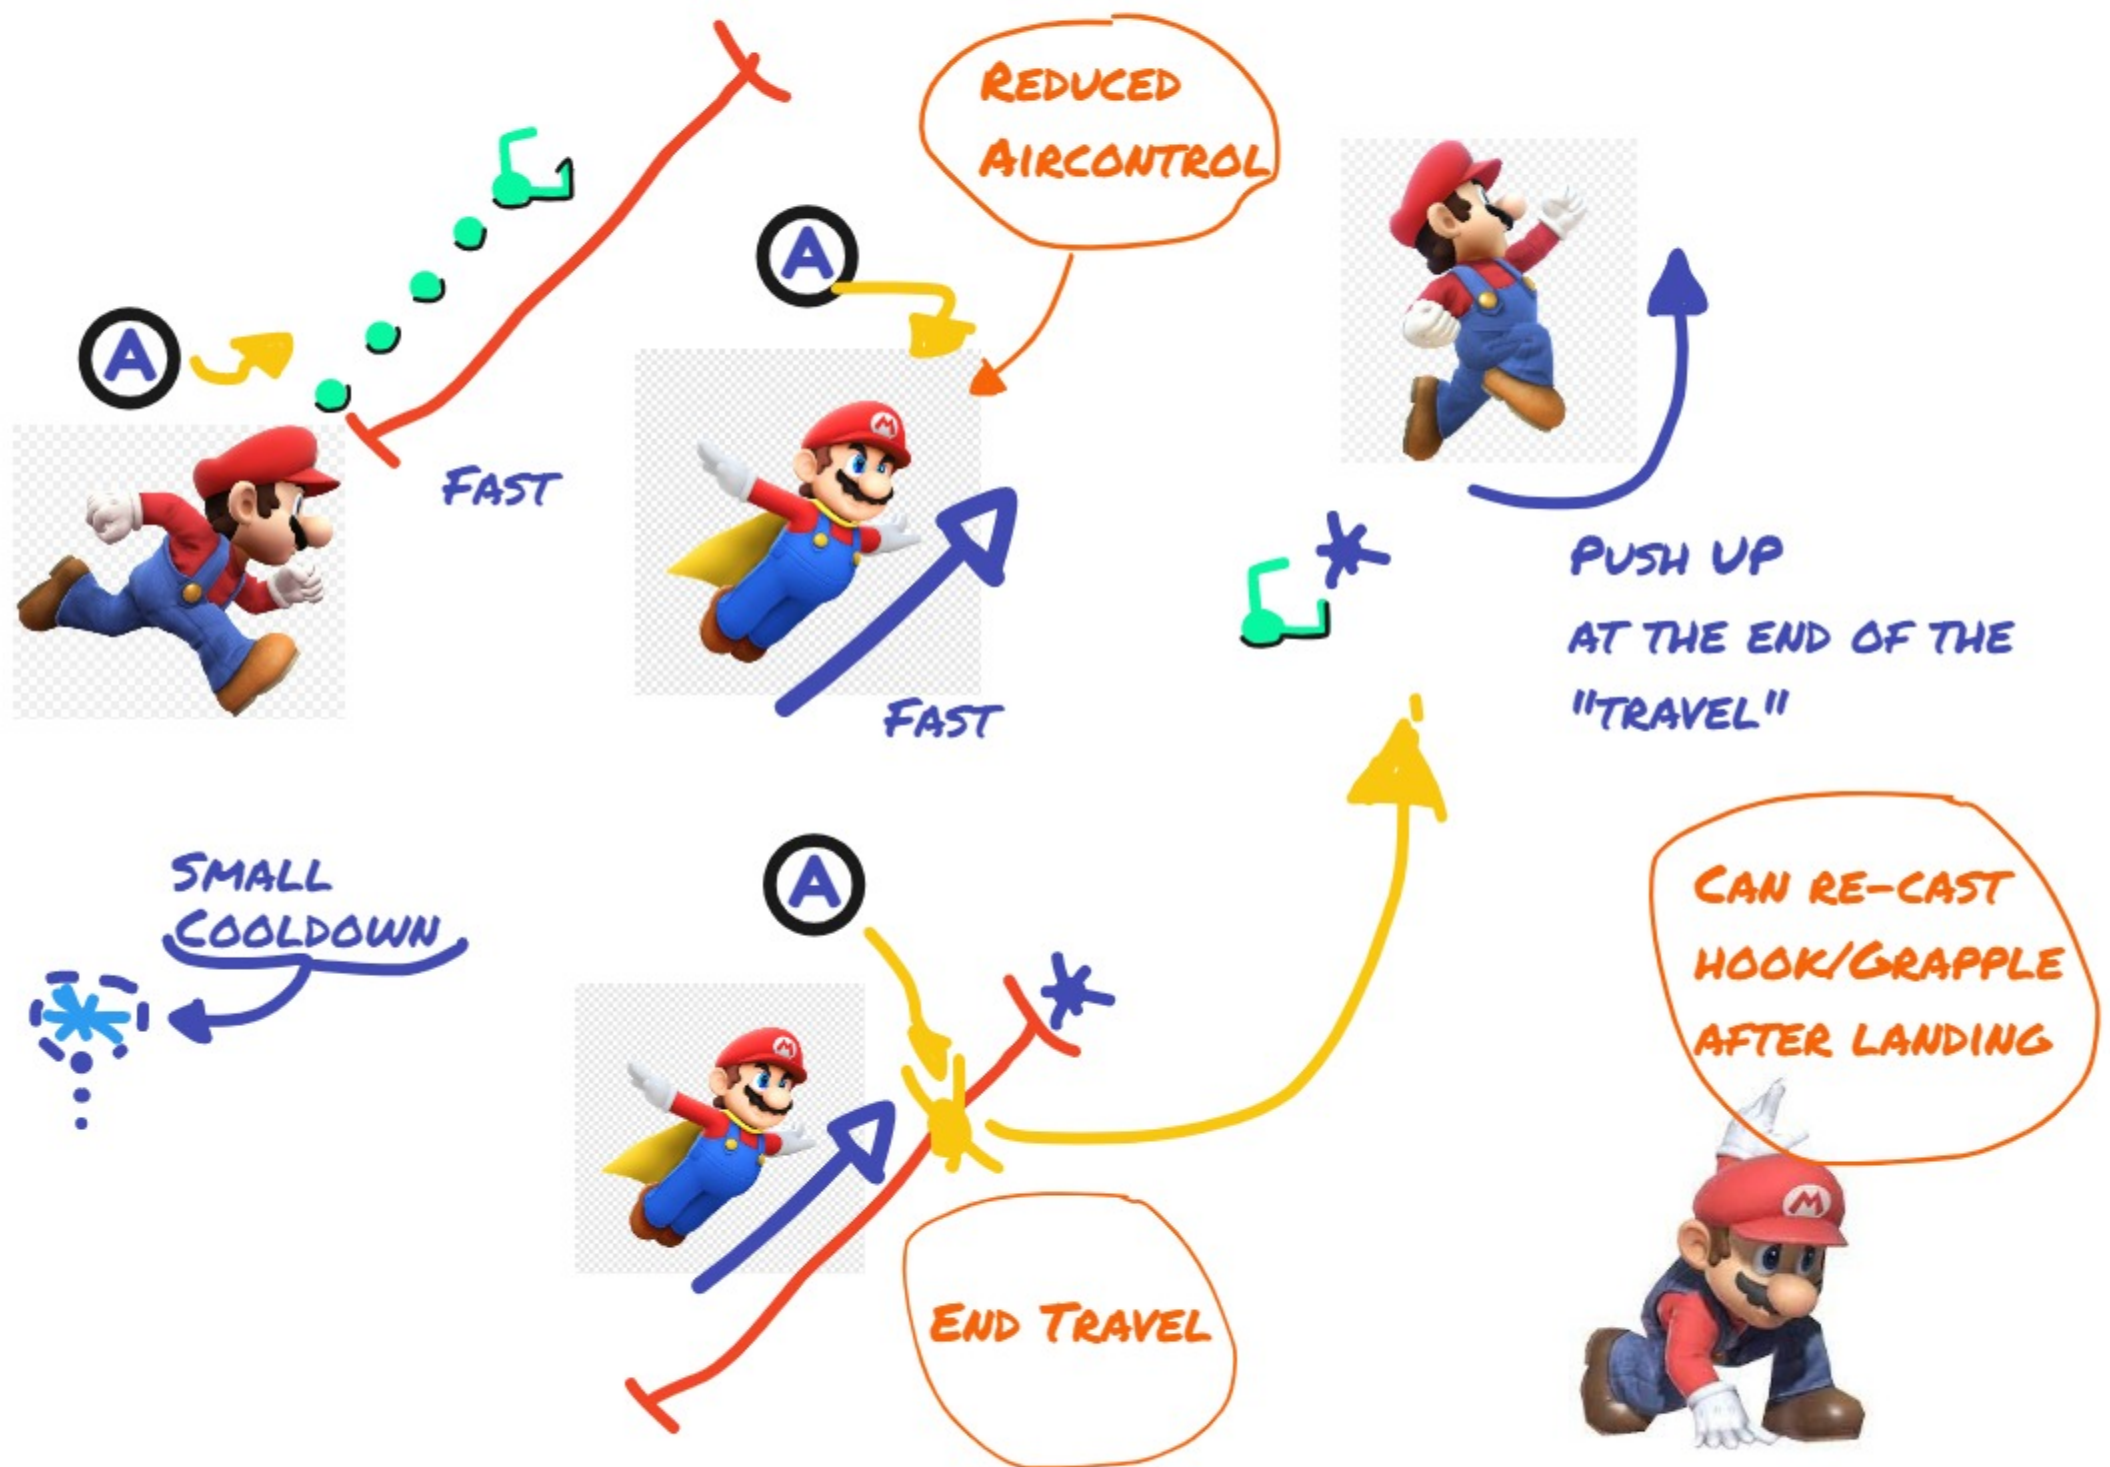 Reduced
Aircontrol
A
A
Fast
Fast
Push up
at the end of the
"travel"
Small
Cooldown
A
Can re-cast
hook/Grapple
after landing
End Travel
M
M
M